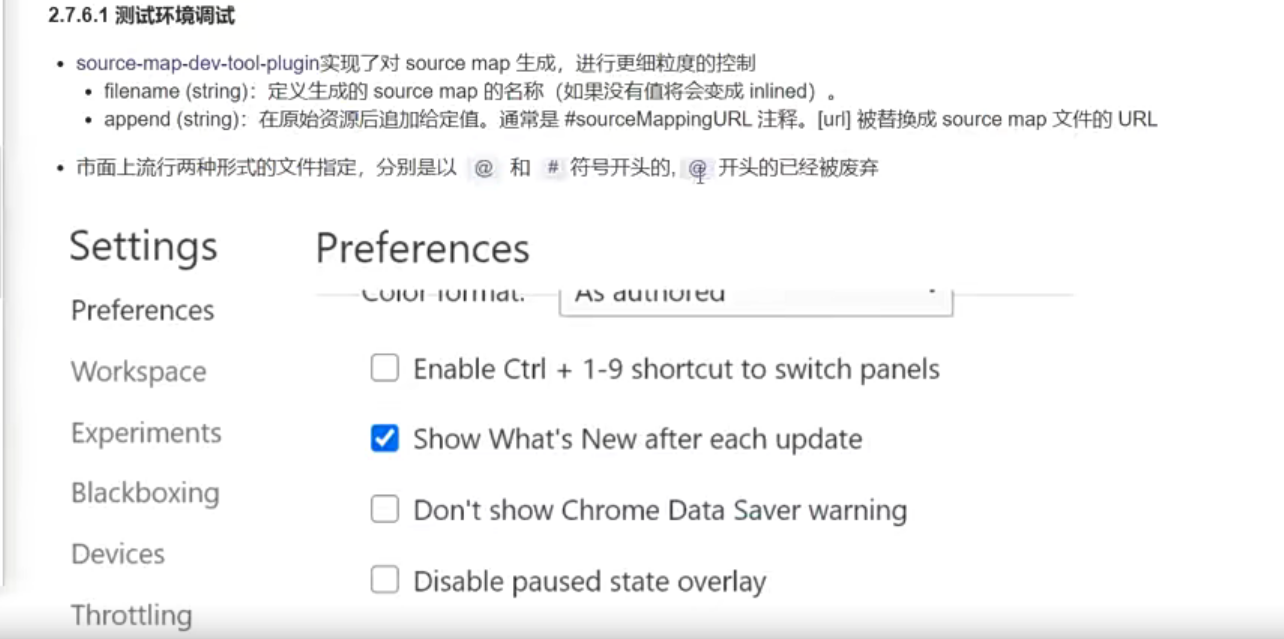 2.7.6.1 测试环境调试
• source-map-dev-tool-plugin实现了对 source map 生成，进行更细粒度的控制
• filename (string)：定义生成的 source map 的名称（如果没有值将会变成 inlined）。
• append (string)：在原始资源后追加给定值。通常是 #sourceMappingURL 注释。[url] 被替换成 source map 文件的 URL
• 市面上流行两种形式的文件指定，分别是以 @ 和 # 符号开头的, @ 开头的已经被废弃
Settings
Preferences
Preferences
Workspace
Experiments
Blackboxing
Devices
Throttling
Color format: As authored
Enable Ctrl + 1-9 shortcut to switch panels
Show What's New after each update
Don't show Chrome Data Saver warning
Disable paused state overlay